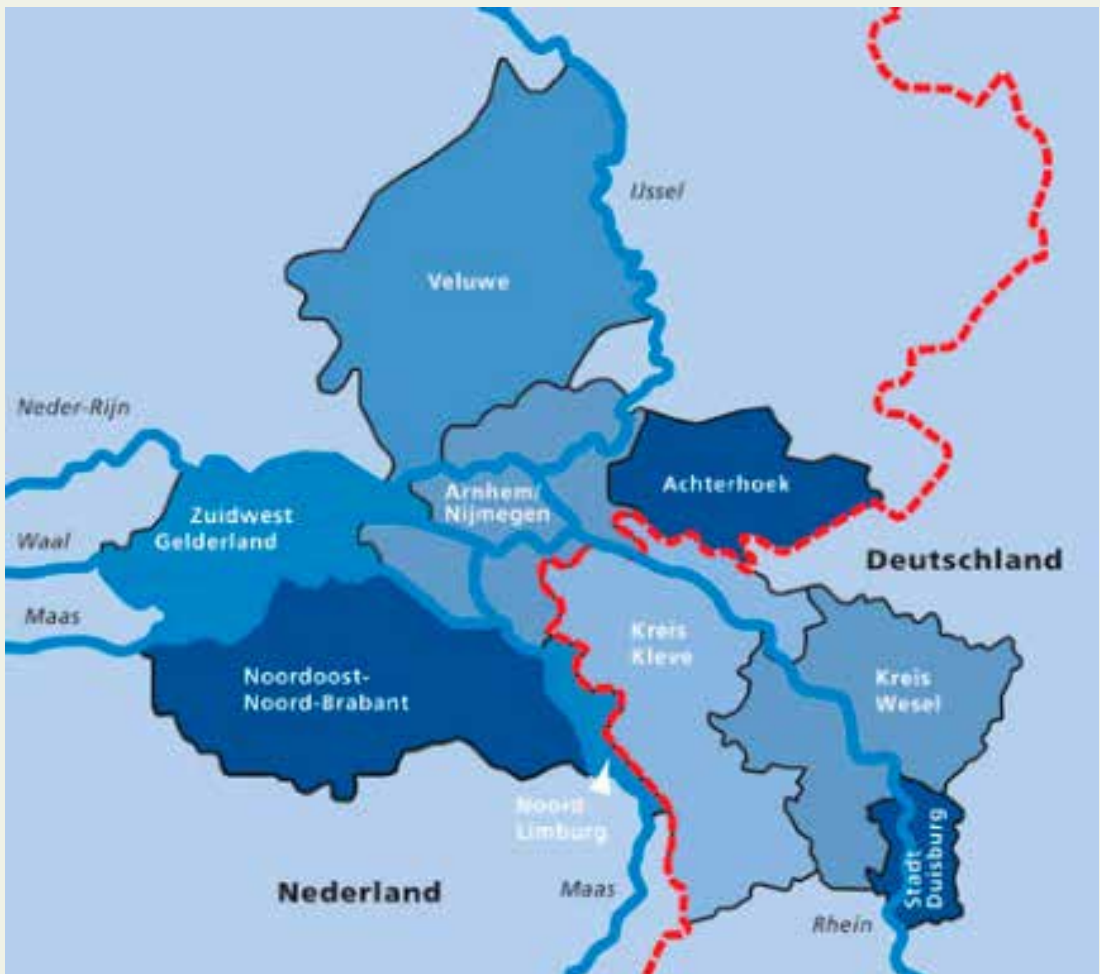 IJssel
Veluwe
Neder-Rijn
Arnhem/
Nijmegen
Achterhoek
Zuidwest
Gelderland
Waal
Deutschland
Maas
Kreis
Kleve
Noordoost-
Noord-Brabant
Kreis
Wesel
Noord
Limburg
Stadt
Duisburg
Nederland
Maas
Rhein